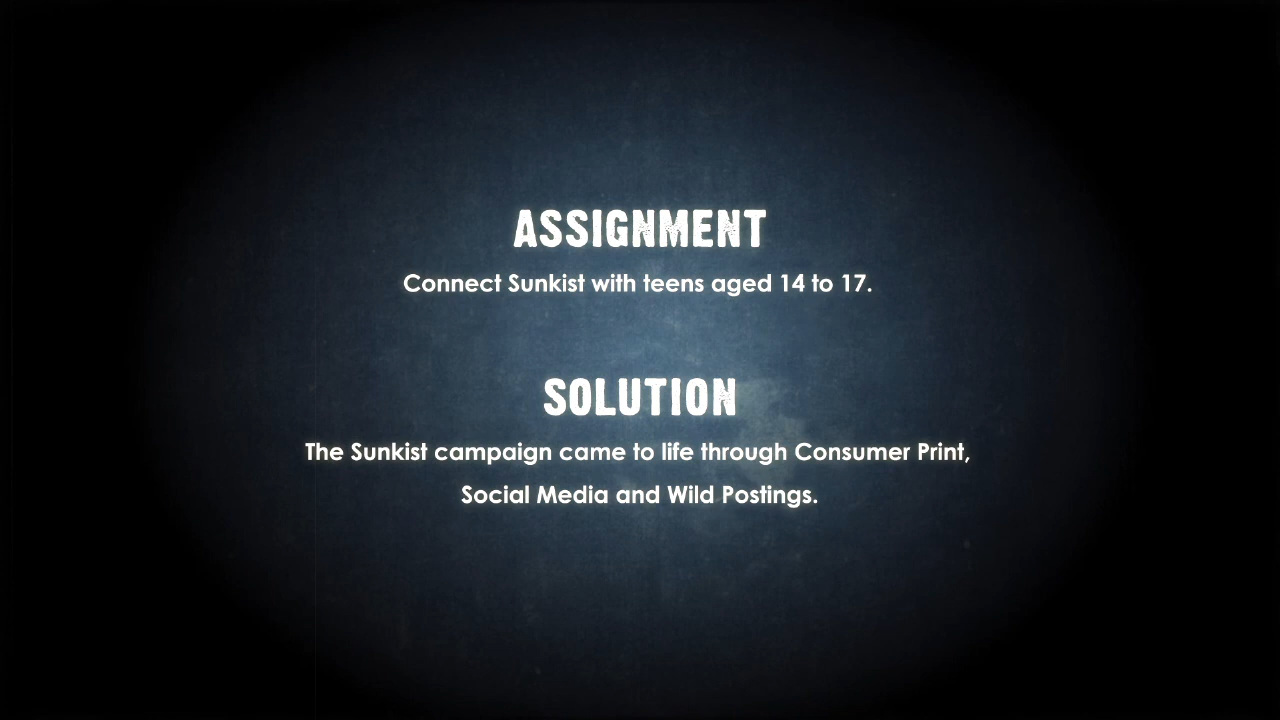 ASSIGNMENT
Connect Sunkist with teens aged 14 to 17.
SOLUTION
The Sunkist campaign came to life through Consumer Print,
Social Media and Wild Postings.